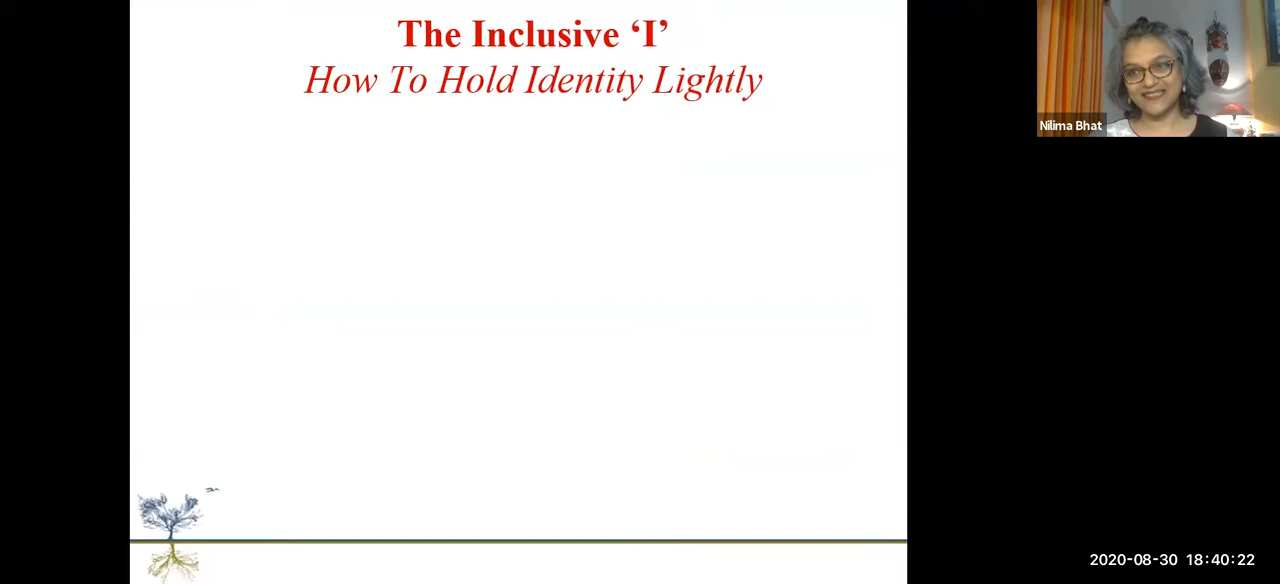 The Inclusive ‘I’
How To Hold Identity Lightly
Nilima Bhat
2020-08-30 18:40:22